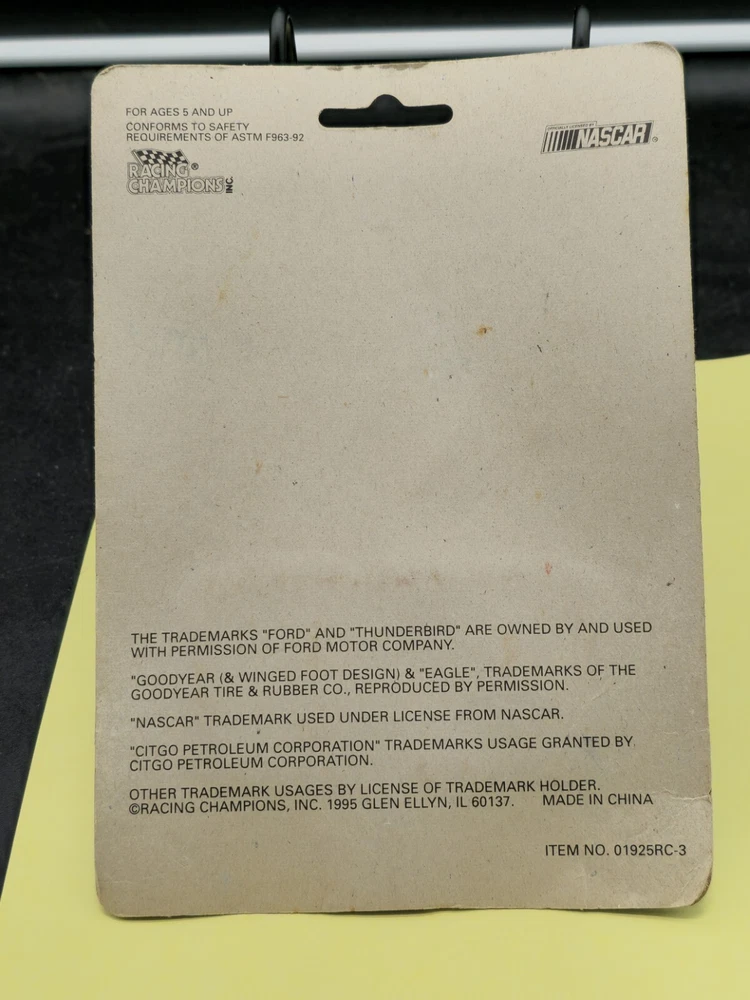 FOR AGES 5 AND UP
CONFORMS TO SAFETY
REQUIREMENTS OF ASTM F963-92
RACING ®
CHAMPIONS INC.
OFFICIALLY LICENSED BY
NASCAR®
THE TRADEMARKS "FORD" AND "THUNDERBIRD" ARE OWNED BY AND USED
WITH PERMISSION OF FORD MOTOR COMPANY.
"GOODYEAR (& WINGED FOOT DESIGN) & "EAGLE", TRADEMARKS OF THE
GOODYEAR TIRE & RUBBER CO., REPRODUCED BY PERMISSION.
"NASCAR" TRADEMARK USED UNDER LICENSE FROM NASCAR.
"CITGO PETROLEUM CORPORATION" TRADEMARKS USAGE GRANTED BY
CITGO PETROLEUM CORPORATION.
OTHER TRADEMARK USAGES BY LICENSE OF TRADEMARK HOLDER.
©RACING CHAMPIONS, INC. 1995 GLEN ELLYN, IL 60137. MADE IN CHINA
ITEM NO. 01925RC-3